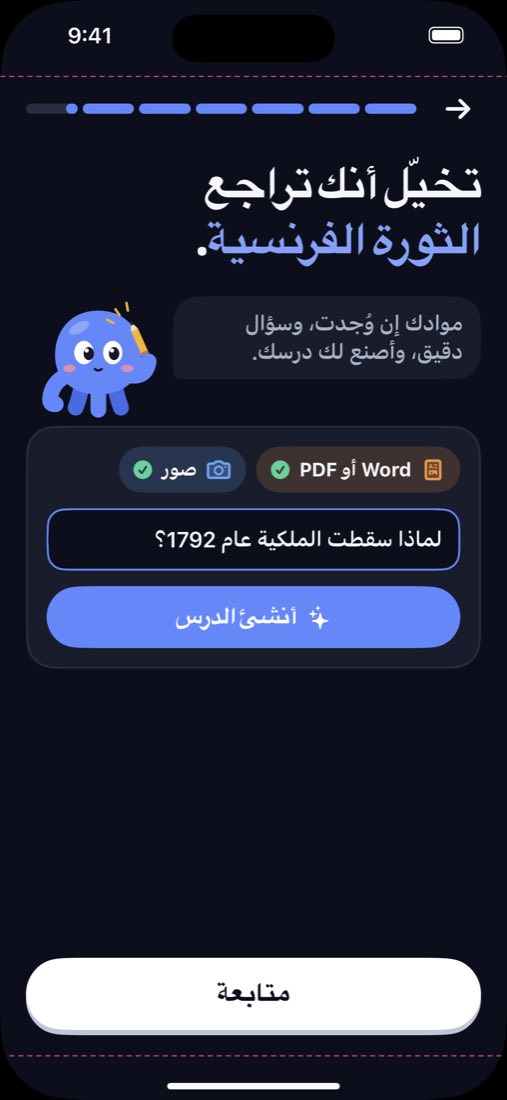 9:41
تخيّل أنك تراجع
الثورة الفرنسية.
موادك إن وُجدت، وسؤال
دقيق، وأصنع لك درسك.
Word أو PDF
صور
لماذا سقطت الملكية عام 1792؟
أنشئ الدرس
متابعة